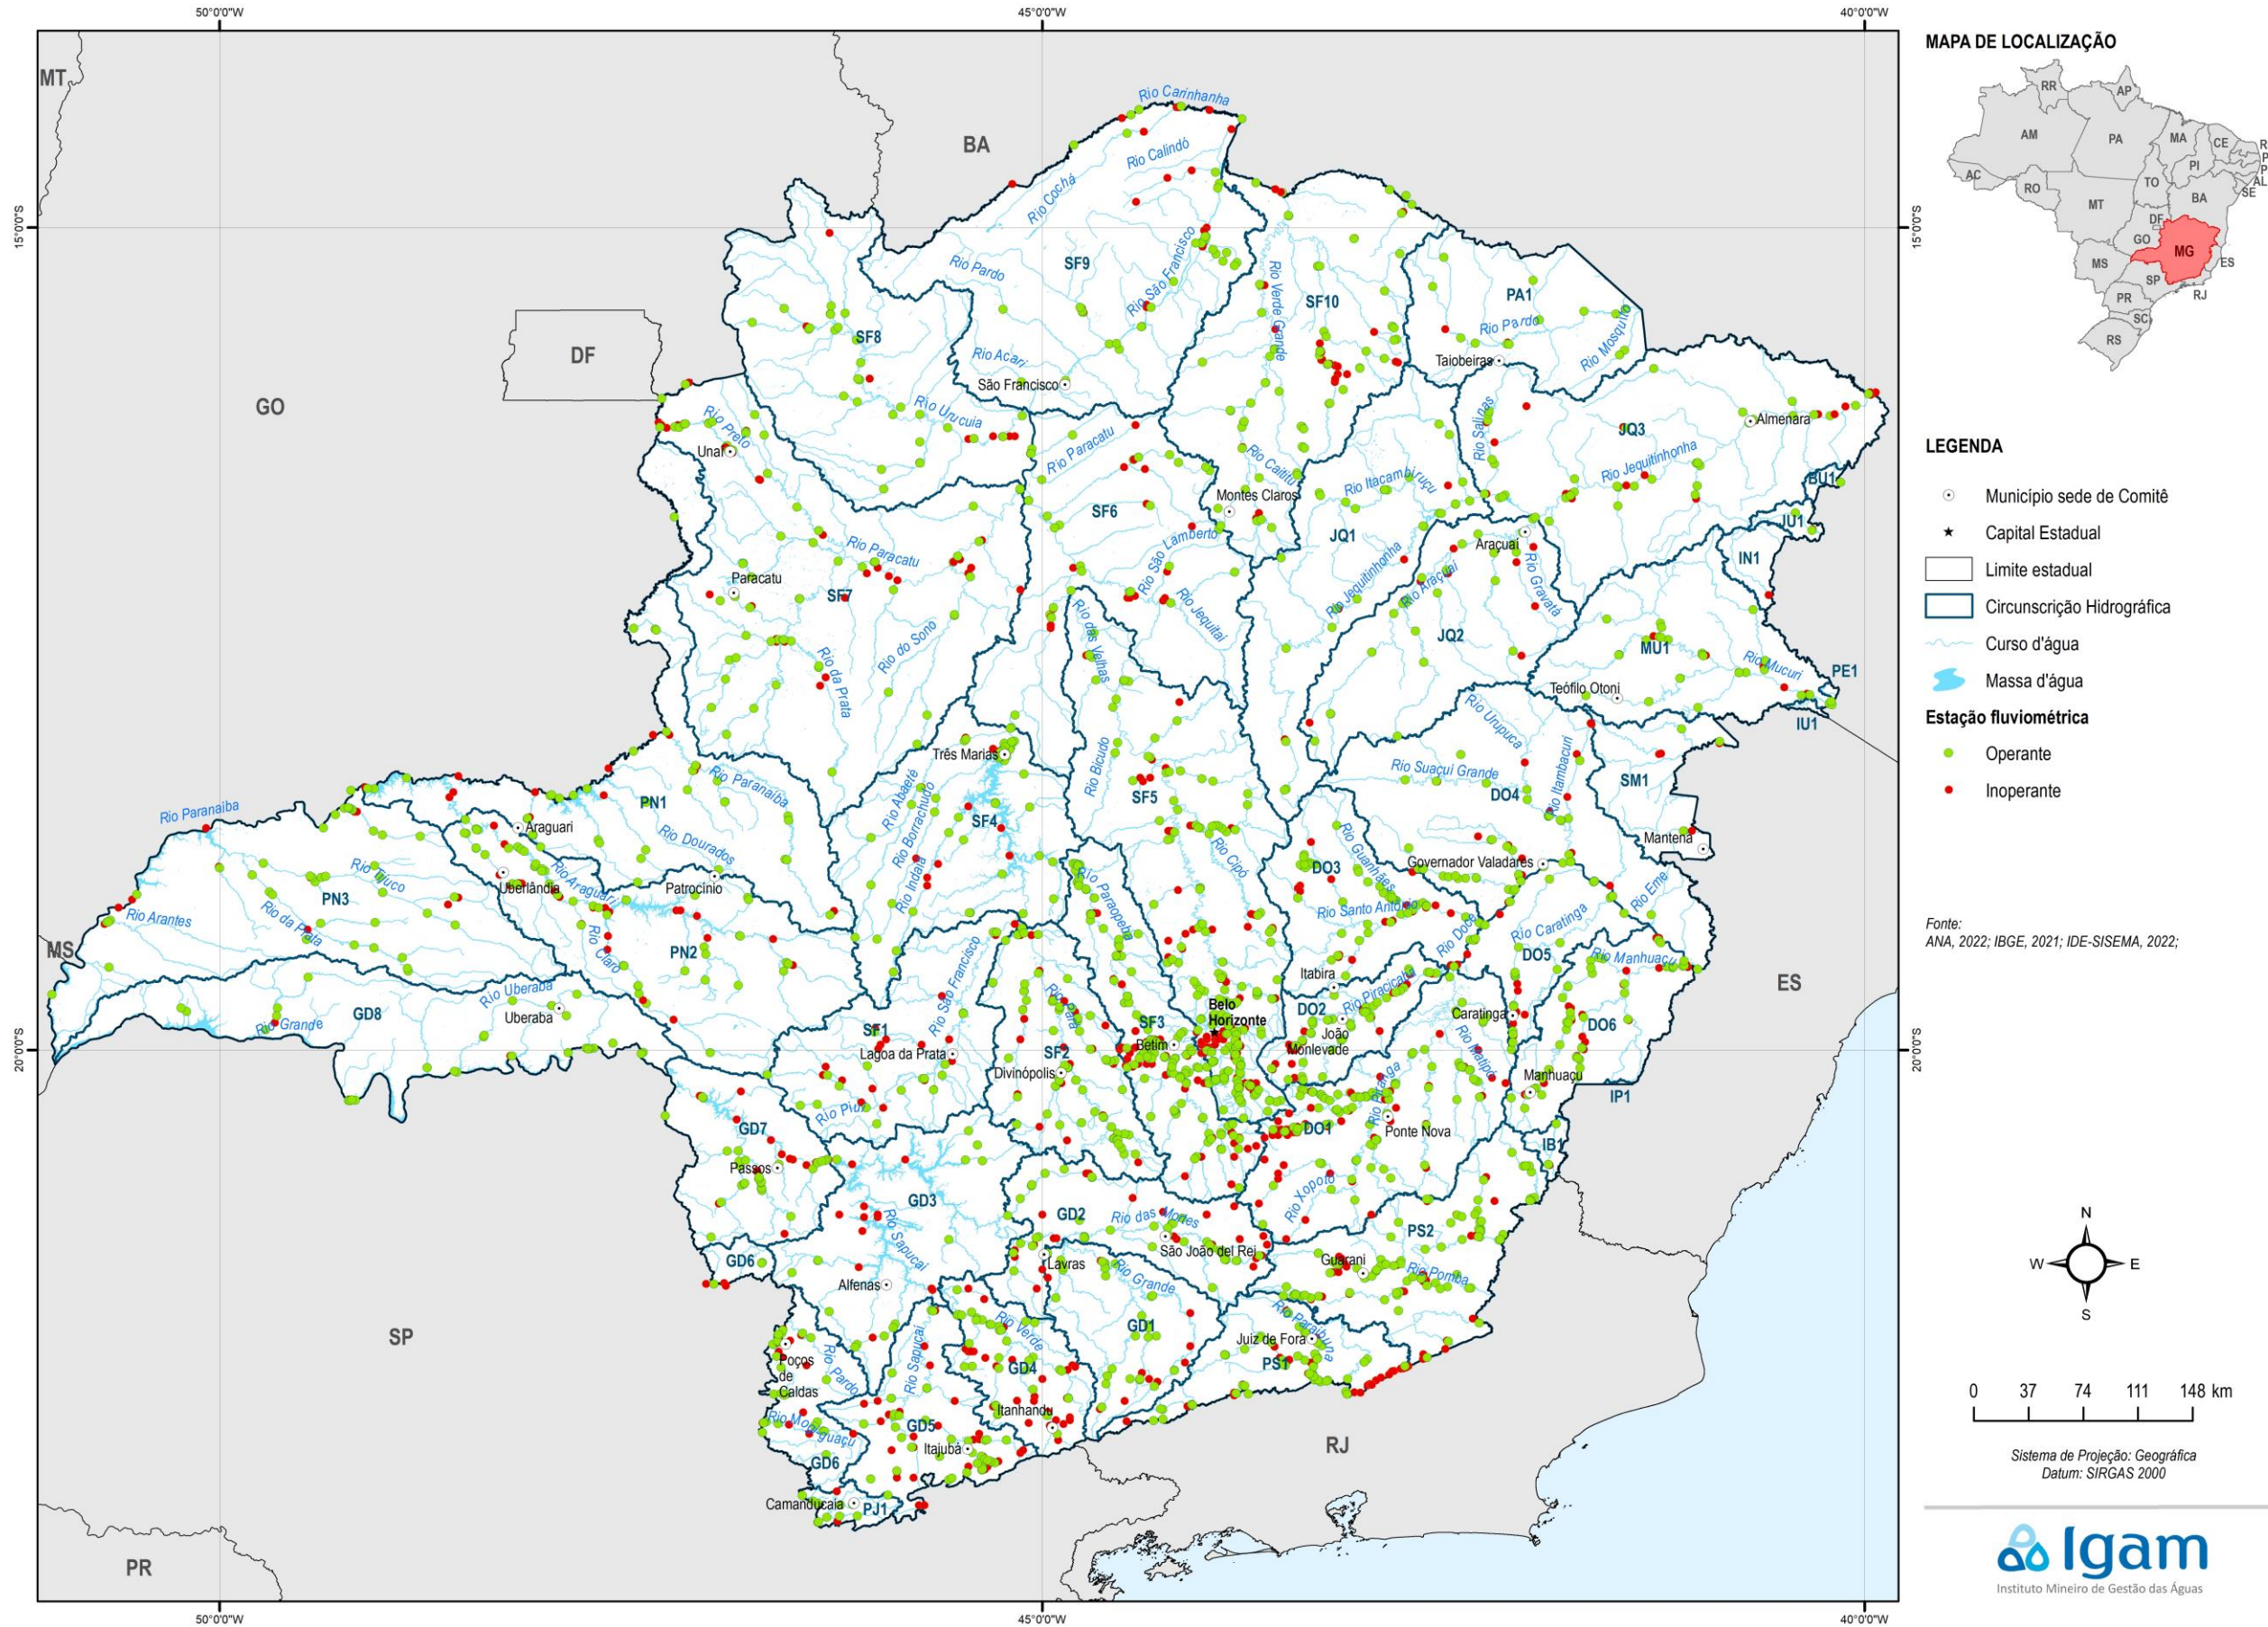 50°0'0"W
45°0'0"W
40°0'0"W
15°0'0"S
20°0'0"S
15°0'0"S
20°0'0"S
50°0'0"W
45°0'0"W
40°0'0"W
MT
BA
DF
GO
MS
SP
PR
RJ
ES
Rio Carinhanha
Rio Calindó
Rio Cochá
SF9
Rio Pardo
Rio São Francisco
Rio Verde Grande
SF10
PA1
Rio Pardo
Rio Mosquito
Taiobeiras
SF8
Rio Acari
São Francisco
Rio Urucuia
Rio Preto
Unaí
Rio Paracatu
Rio Salinas
JQ3
Almenara
Rio Jequitinhonha
BU1
JU1
IN1
Rio Caititu
Montes Claros
Rio Itacambiruçu
SF6
JQ1
Araçuaí
Rio São Lamberto
Rio Paracatu
Paracatu
SF7
Rio Jequitaí
Rio Jequitinhonha
Rio Araçuaí
Rio Gravatá
JQ2
MU1
Rio Mucuri
PE1
IU1
Teófilo Otoni
Rio do Sono
Rio da Prata
Rio das Velhas
Três Marias
Rio Bicudo
Rio Urupuca
Rio Suaçuí Grande
Rio Itambacuri
SM1
DO4
Mantena
Rio Paranaíba
PN1
Rio Paranaíba
Rio Abaeté
Rio Borrachudo
SF4
SF5
Araguari
Rio Dourados
Rio Indaiá
Rio Cipó
DO3
Rio Guanhães
Governador Valadares
Rio Tijuco
Uberlândia
Rio Araguari
Patrocínio
PN3
Rio Arantes
Rio da Prata
Rio Claro
PN2
Rio Paraopeba
Rio Santo Antônio
Rio Doce
Rio Caratinga
DO5
Rio Manhuaçu
Rio São Francisco
Itabira
Rio Piracicaba
Rio Uberaba
Uberaba
GD8
Rio Grande
SF1
Lagoa da Prata
Rio Pará
SF2
Divinópolis
SF3
Betim
Belo
Horizonte
DO2
João
Monlevade
Caratinga
DO6
Rio Matipó
Manhuaçu
IP1
Rio Piranga
Ponte Nova
DO1
IB1
GD7
Passos
GD3
Rio Sapucaí
GD2
Rio das Mortes
São João del Rei
Rio Xopotó
PS2
Guarani
Rio Pomba
GD6
Alfenas
Lavras
Rio Grande
GD1
Rio Verde
GD4
Juiz de Fora
Rio Paraibuna
PS1
Poços
de
Caldas
Rio Pardo
Rio Sapucaí
GD5
Itanhandu
Itajubá
GD6
Camanducaia
PJ1
MAPA DE LOCALIZAÇÃO
RR
AP
AM
PA
MA
CE
PI
AC
RO
TO
AL
SE
BA
MT
DF
GO
MG
MS
ES
SP
RJ
PR
SC
RS
LEGENDA
Município sede de Comitê
Capital Estadual
Limite estadual
Circunscrição Hidrográfica
Curso d'água
Massa d'água
Estação fluviométrica
Operante
Inoperante
Fonte:
ANA, 2022; IBGE, 2021; IDE-SISEMA, 2022;
N
W E
S
0 37 74 111 148 km
Sistema de Projeção: Geográfica
Datum: SIRGAS 2000
Igam
Instituto Mineiro de Gestão das Águas